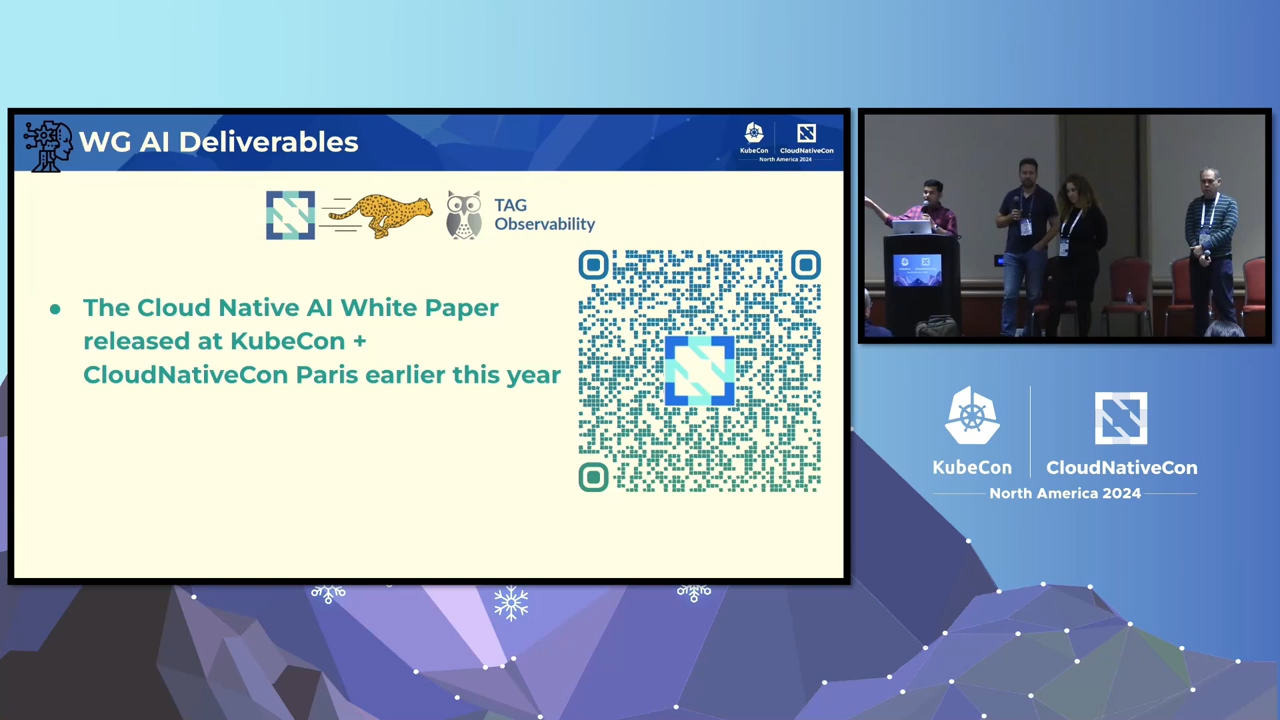 WG AI Deliverables
KubeCon
CloudNativeCon
North America 2024
TAG
Observability
• The Cloud Native AI White Paper
released at KubeCon +
CloudNativeCon Paris earlier this year
KubeCon
CloudNativeCon
North America 2024